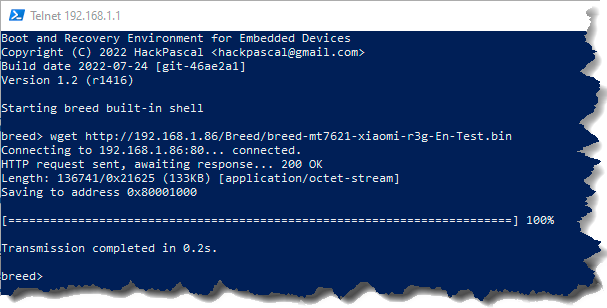 Telnet 192.168.1.1
Boot and Recovery Environment for Embedded Devices
Copyright (C) 2022 HackPascal <hackpascal@gmail.com>
Build date 2022-07-24 [git-46ae2a1]
Version 1.2 (r1416)
Starting breed built-in shell
breed> wget http://192.168.1.86/Breed/breed-mt7621-xiaomi-r3g-En-Test.bin
Connecting to 192.168.1.86:80... connected.
HTTP request sent, awaiting response... 200 OK
Length: 136741/0x21625 (133KB) [application/octet-stream]
Saving to address 0x80001000
[=======================================================================] 100%
Transmission completed in 0.2s.
breed>